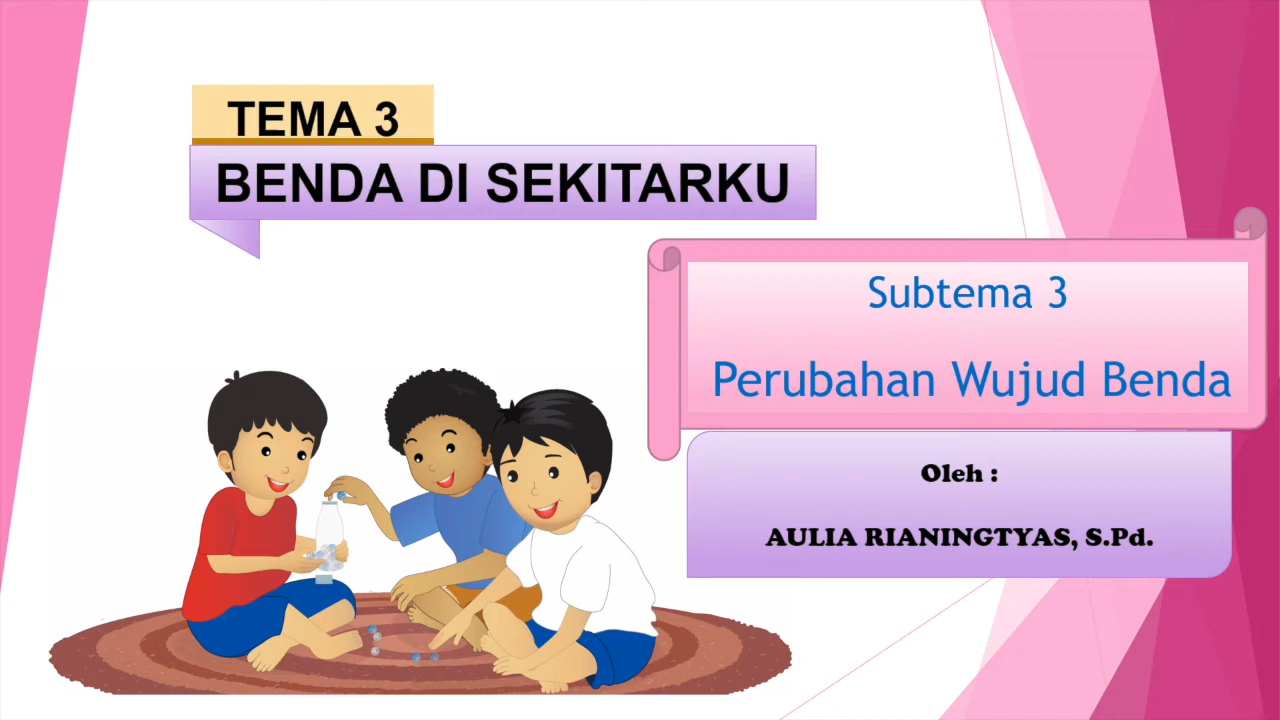 TEMA 3
BENDA DI SEKITARKU
Subtema 3
Perubahan Wujud Benda
Oleh :
AULIA RIANINGTYAS, S.Pd.